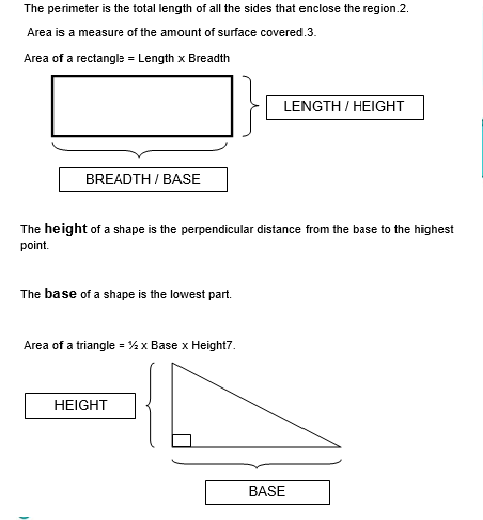 The perimeter is the total length of all the sides that enclose the region.2.
Area is a measure of the amount of surface covered.3.
Area of a rectangle = Length x Breadth
LENGTH / HEIGHT
BREADTH / BASE
The height of a shape is the perpendicular distance from the base to the highest
point.
The base of a shape is the lowest part.
Area of a triangle = ½ x Base x Height7.
HEIGHT
BASE